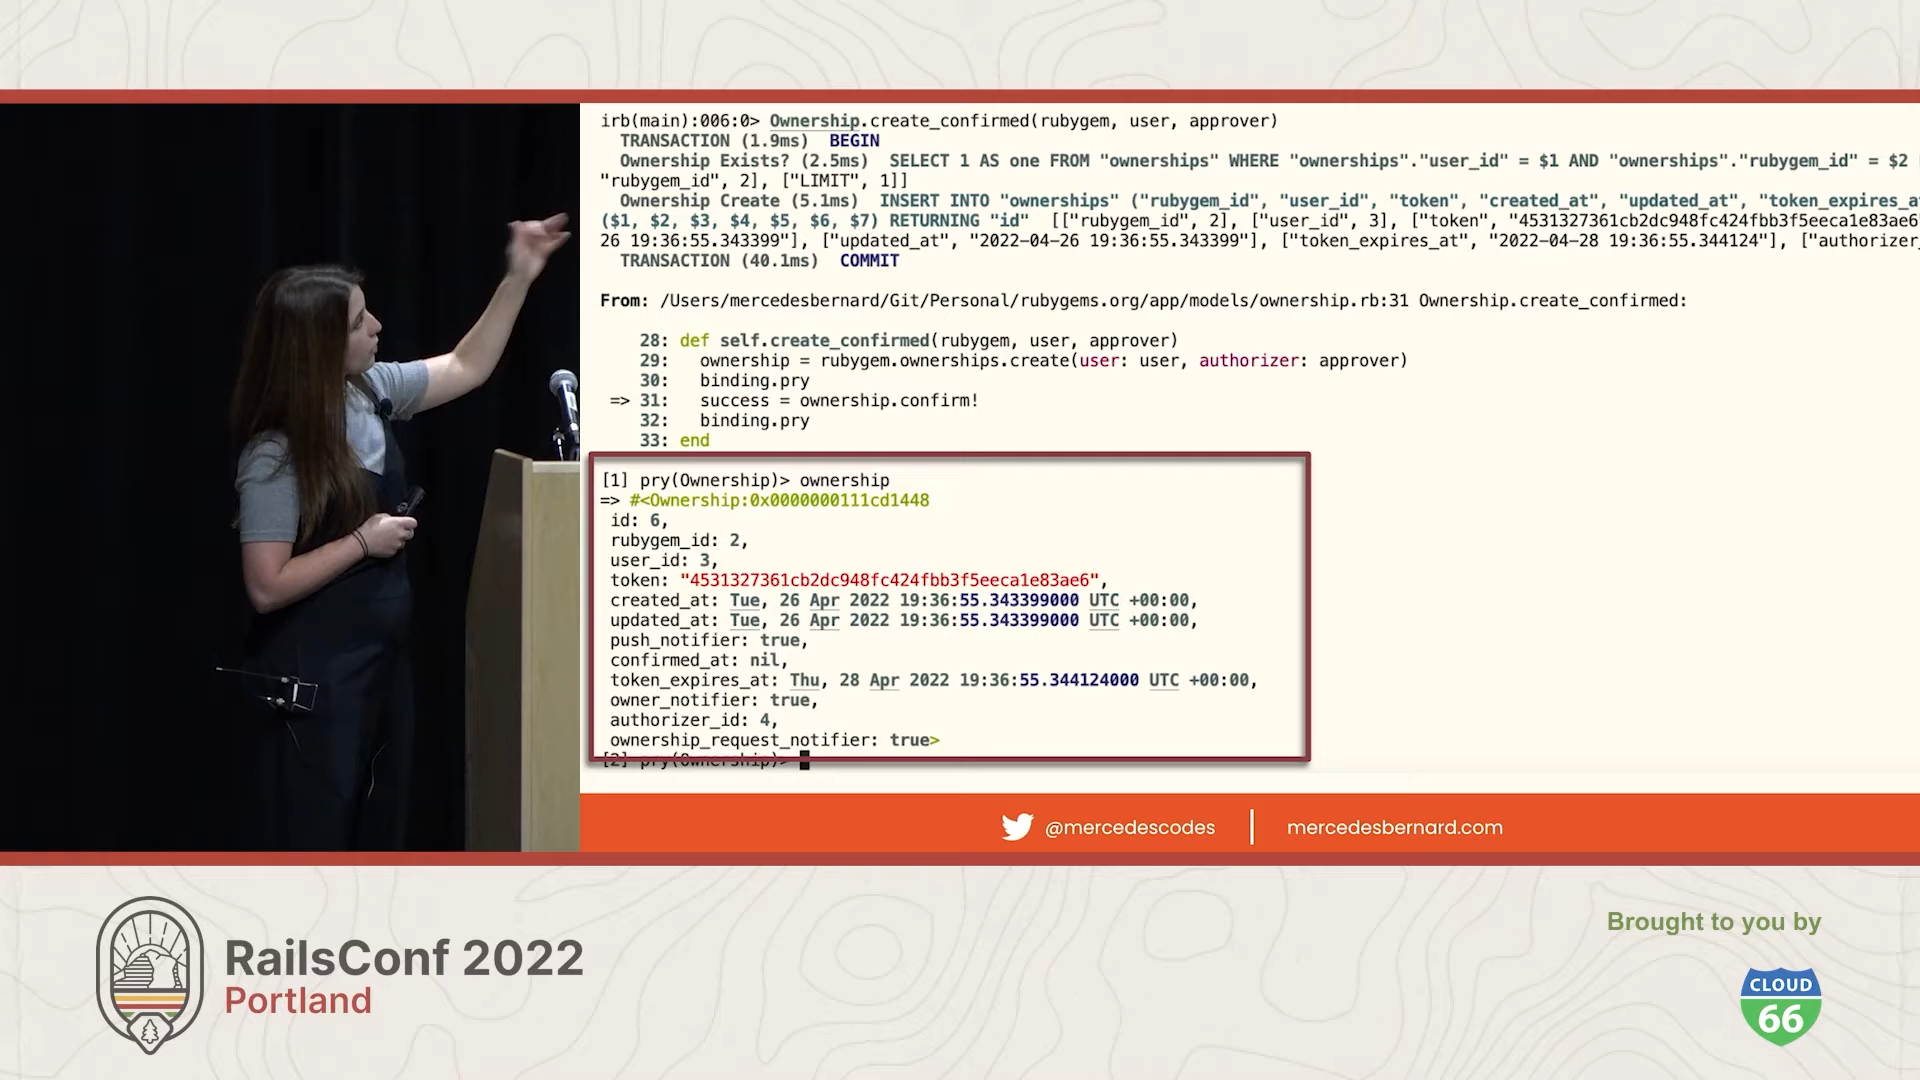 irb(main):006:0> Ownership.create_confirmed(rubygem, user, approver)
TRANSACTION (1.9ms)  BEGIN
Ownership Exists? (2.5ms)  SELECT 1 AS one FROM "ownerships" WHERE "ownerships"."user_id" = $1 AND "ownerships"."rubygem_id" = $2
"rubygem_id", 2], ["LIMIT", 1]]
Ownership Create (5.1ms)  INSERT INTO "ownerships" ("rubygem_id", "user_id", "token", "created_at", "updated_at", "token_expires_at
($1, $2, $3, $4, $5, $6, $7) RETURNING "id"  [["rubygem_id", 2], ["user_id", 3], ["token", "4531327361cb2dc948fc424fbb3f5eeca1e83ae6
26 19:36:55.343399"], ["updated_at", "2022-04-26 19:36:55.343399"], ["token_expires_at", "2022-04-28 19:36:55.344124"], ["authorizer_
TRANSACTION (40.1ms)  COMMIT
From: /Users/mercedesbernard/Git/Personal/rubygems.org/app/models/ownership.rb:31 Ownership.create_confirmed:
28: def self.create_confirmed(rubygem, user, approver)
29:   ownership = rubygem.ownerships.create(user: user, authorizer: approver)
30:   binding.pry
=> 31:   success = ownership.confirm!
32:   binding.pry
33: end
[1] pry(Ownership)> ownership
=> #<Ownership:0x0000000111cd1448
id: 6,
rubygem_id: 2,
user_id: 3,
token: "4531327361cb2dc948fc424fbb3f5eeca1e83ae6",
created_at: Tue, 26 Apr 2022 19:36:55.343399000 UTC +00:00,
updated_at: Tue, 26 Apr 2022 19:36:55.343399000 UTC +00:00,
push_notifier: true,
confirmed_at: nil,
token_expires_at: Thu, 28 Apr 2022 19:36:55.344124000 UTC +00:00,
owner_notifier: true,
authorizer_id: 4,
ownership_request_notifier: true>
[2] pry(Ownership)>
@mercedescodes | mercedesbernard.com
RailsConf 2022
Portland
Brought to you by
CLOUD
66